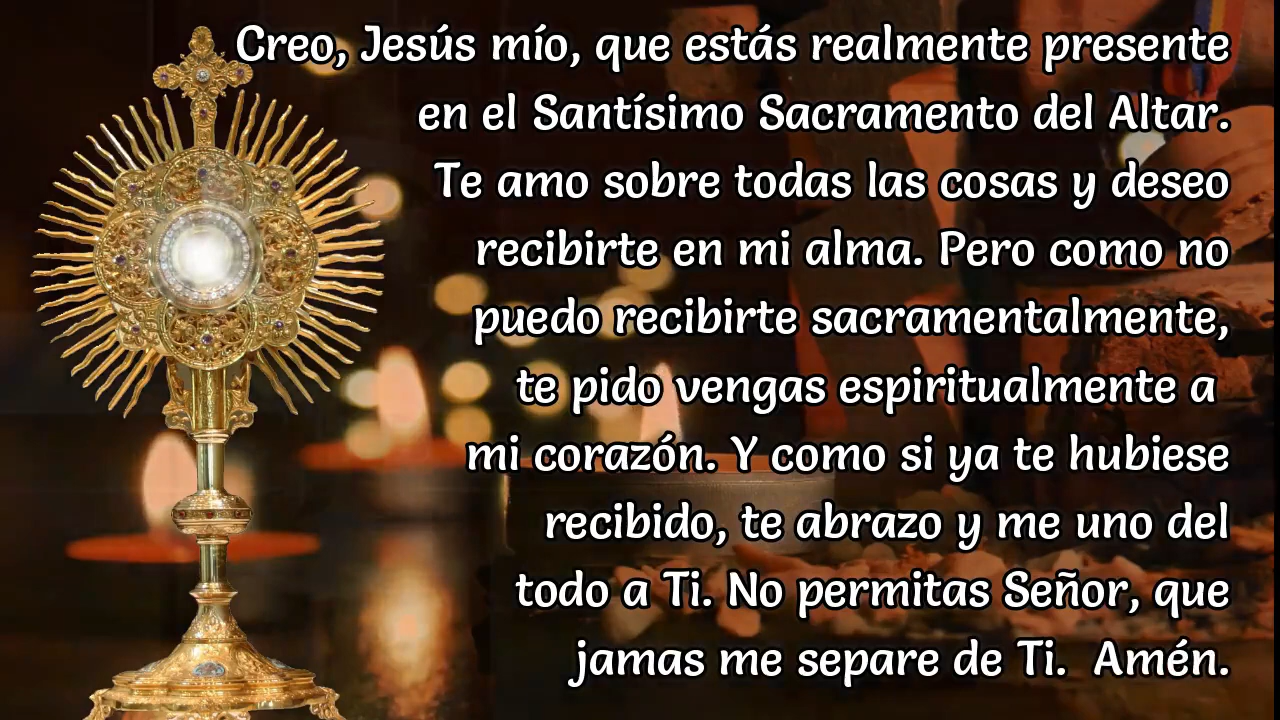 Creo, Jesús mío, que estás realmente presente
en el Santísimo Sacramento del Altar.
Te amo sobre todas las cosas y deseo
recibirte en mi alma. Pero como no
puedo recibirte sacramentalmente,
te pido vengas espiritualmente a
mi corazón. Y como si ya te hubiese
recibido, te abrazo y me uno del
todo a Ti. No permitas Señor, que
jamas me separe de Ti. Amén.